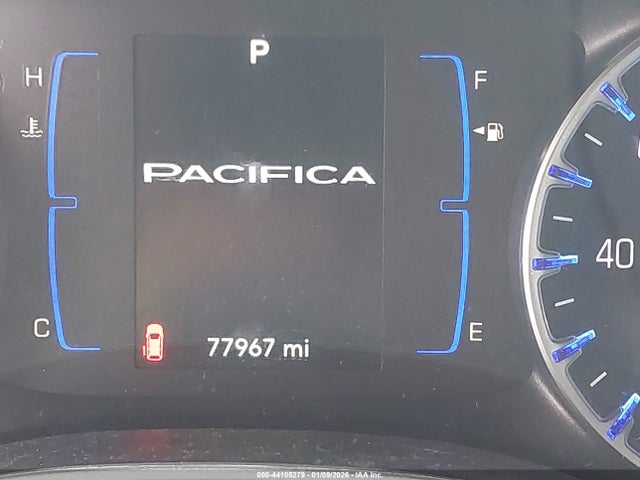 P
H
F
PACIFICA
40
C
E
77967 mi
000-44105279 - 01/09/2026 - IAA Inc.